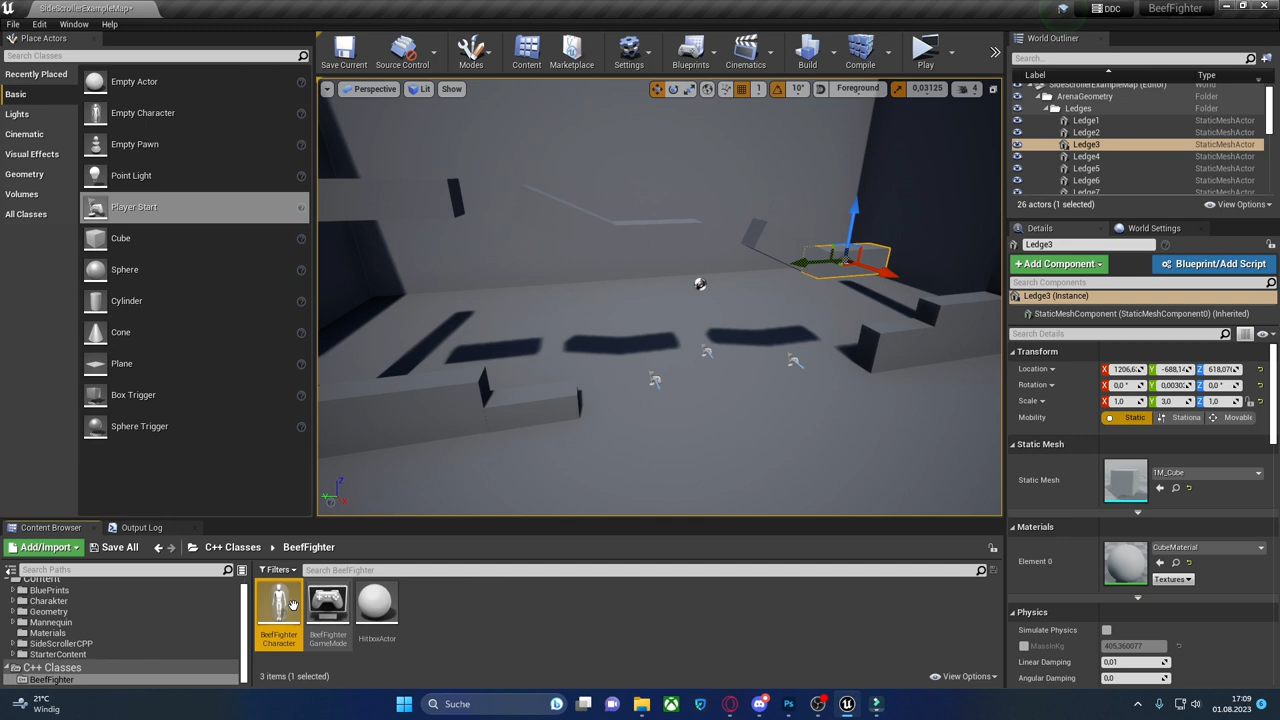 SideScrollerExampleMap*
DDC
BeefFighter
File
Edit
Window
Help
Place Actors
Search Classes
Recently Placed
Basic
Lights
Cinematic
Visual Effects
Geometry
Volumes
All Classes
Empty Actor
Empty Character
Empty Pawn
Point Light
Player Start
Cube
Sphere
Cylinder
Cone
Plane
Box Trigger
Sphere Trigger
Save Current
Source Control
Modes
Content
Marketplace
Settings
Blueprints
Cinematics
Build
Compile
Play
Perspective
Lit
Show
1
10°
Foreground
0,03125
4
World Outliner
Search...
Label
Type
SideScrollerExampleMap (Editor)
World
ArenaGeometry
Folder
Ledges
Folder
Ledge1
StaticMeshActor
Ledge2
StaticMeshActor
Ledge3
StaticMeshActor
Ledge4
StaticMeshActor
Ledge5
StaticMeshActor
Ledge6
StaticMeshActor
Ledge7
StaticMeshActor
26 actors (1 selected)
View Options
Details
World Settings
Ledge3
+Add Component
Blueprint/Add Script
Search Components
Ledge3 (Instance)
StaticMeshComponent (StaticMeshComponent0) (Inherited)
Search Details
Transform
Location
X 1206,6
Y -688,14
Z 618,07
Rotation
X 0,0 °
Y 0,0030
Z 0,0 °
Scale
X 1,0
Y 3,0
Z 1,0
Mobility
Static
Stationa
Movable
Static Mesh
Static Mesh
1M_Cube
Materials
Element 0
CubeMaterial
Textures
Physics
Simulate Physics
MassInKg
405,360077
Linear Damping
0,01
Angular Damping
0,0
Content Browser
Output Log
Add/Import
Save All
C++ Classes
BeefFighter
Search Paths
Filters
Search BeefFighter
Content
BluePrints
Charakter
Geometry
Mannequin
Materials
SideScrollerCPP
StarterContent
C++ Classes
BeefFighter
BeefFighter
Character
BeefFighter
GameMode
HitboxActor
3 items (1 selected)
View Options
21°C
Windig
Suche
17:09
01.08.2023